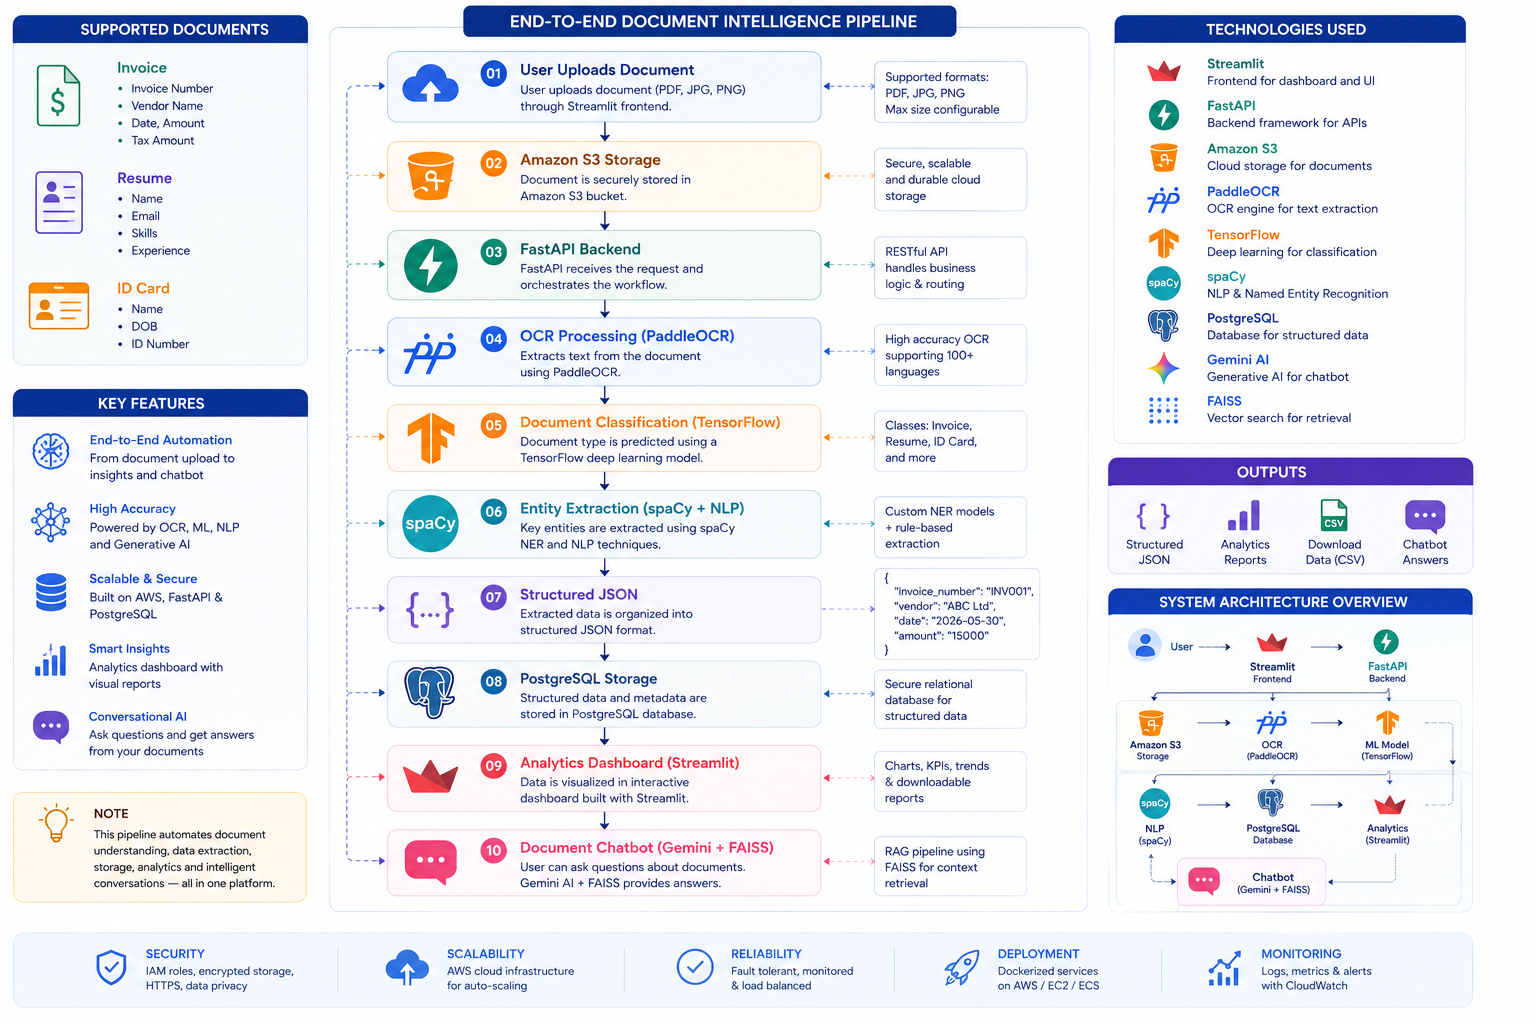 SUPPORTED DOCUMENTS
Invoice
• Invoice Number
• Vendor Name
• Date, Amount
• Tax Amount
Resume
• Name
• Email
• Skills
• Experience
ID Card
• Name
• DOB
• ID Number
KEY FEATURES
End-to-End Automation
From document upload to
insights and chatbot
High Accuracy
Powered by OCR, ML, NLP
and Generative AI
Scalable & Secure
Built on AWS, FastAPI &
PostgreSQL
Smart Insights
Analytics dashboard with
visual reports
Conversational AI
Ask questions and get answers
from your documents
NOTE
This pipeline automates document
understanding, data extraction,
storage, analytics and intelligent
conversations — all in one platform.
END-TO-END DOCUMENT INTELLIGENCE PIPELINE
01 User Uploads Document
User uploads document (PDF, JPG, PNG)
through Streamlit frontend.
Supported formats:
PDF, JPG, PNG
Max size configurable
02 Amazon S3 Storage
Document is securely stored in
Amazon S3 bucket.
Secure, scalable
and durable cloud
storage
03 FastAPI Backend
FastAPI receives the request and
orchestrates the workflow.
RESTful API
handles business
logic & routing
04 OCR Processing (PaddleOCR)
Extracts text from the document
using PaddleOCR.
High accuracy OCR
supporting 100+
languages
05 Document Classification (TensorFlow)
Document type is predicted using a
TensorFlow deep learning model.
Classes: Invoice,
Resume, ID Card,
and more
spaCy
06 Entity Extraction (spaCy + NLP)
Key entities are extracted using spaCy
NER and NLP techniques.
Custom NER models
+ rule-based
extraction
{...}
07 Structured JSON
Extracted data is organized into
structured JSON format.
{
"invoice_number": "INV001",
"vendor": "ABC Ltd",
"date": "2026-05-30",
"amount": "15000"
}
08 PostgreSQL Storage
Structured data and metadata are
stored in PostgreSQL database.
Secure relational
database for
structured data
09 Analytics Dashboard (Streamlit)
Data is visualized in interactive
dashboard built with Streamlit.
Charts, KPIs, trends
& downloadable
reports
10 Document Chatbot (Gemini + FAISS)
User can ask questions about documents.
Gemini AI + FAISS provides answers.
RAG pipeline using
FAISS for context
retrieval
TECHNOLOGIES USED
Streamlit
Frontend for dashboard and UI
FastAPI
Backend framework for APIs
Amazon S3
Cloud storage for documents
PaddleOCR
OCR engine for text extraction
TensorFlow
Deep learning for classification
spaCy
spaCy
NLP & Named Entity Recognition
PostgreSQL
Database for structured data
Gemini AI
Generative AI for chatbot
FAISS
Vector search for retrieval
OUTPUTS
{ }
Structured
JSON
Analytics
Reports
CSV
Download
Data (CSV)
Chatbot
Answers
SYSTEM ARCHITECTURE OVERVIEW
User
Streamlit
Frontend
FastAPI
Backend
Amazon S3
Storage
OCR
(PaddleOCR)
ML Model
(TensorFlow)
spaCy
NLP
(spaCy)
PostgreSQL
Database
Analytics
(Streamlit)
Chatbot
(Gemini + FAISS)
SECURITY
IAM roles, encrypted storage,
HTTPS, data privacy
SCALABILITY
AWS cloud infrastructure
for auto-scaling
RELIABILITY
Fault tolerant, monitored
& load balanced
DEPLOYMENT
Dockerized services
on AWS / EC2 / ECS
MONITORING
Logs, metrics & alerts
with CloudWatch